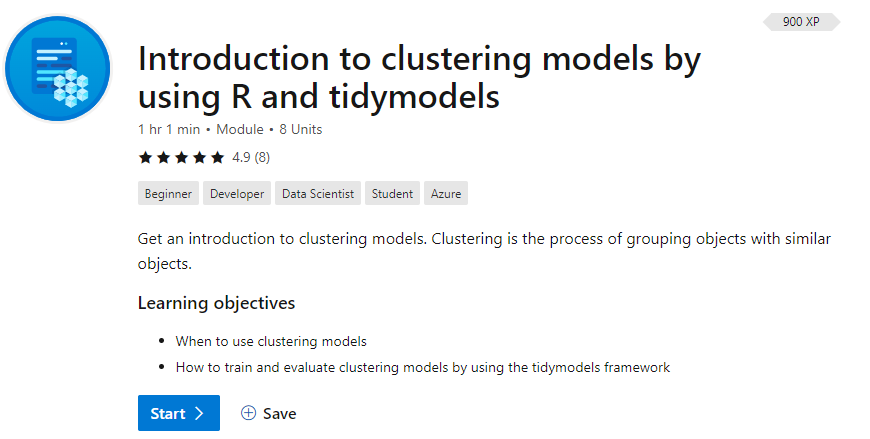 900 XP
Introduction to clustering models by
using R and tidymodels
1 hr 1 min • Module • 8 Units
4.9 (8)
Beginner Developer Data Scientist Student Azure
Get an introduction to clustering models. Clustering is the process of grouping objects with similar
objects.
Learning objectives
• When to use clustering models
• How to train and evaluate clustering models by using the tidymodels framework
Start Save